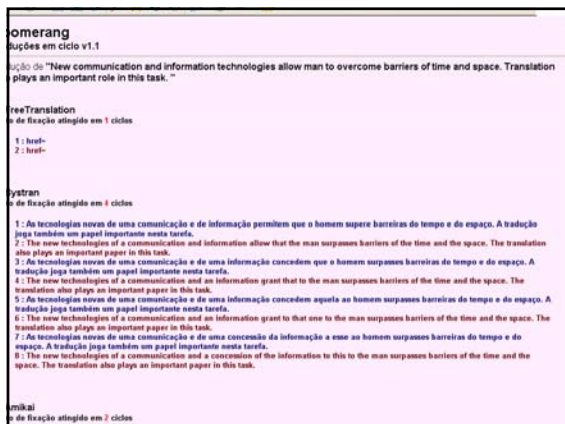 omerang
duções em ciclo v1.1
ução de "New communication and information technologies allow man to overcome barriers of time and space. Translation
plays an important role in this task. "
reeTranslation
o de fixação atingido em 1 ciclos
1 : href=
2 : href=
ystran
o de fixação atingido em 4 ciclos
1 : As tecnologias novas de uma comunicação e de informação permitem que o homem supere barreiras do tempo e do espaço. A tradução
joga também um papel importante nesta tarefa.
2 : The new technologies of a communication and information allow that the man surpasses barriers of the time and the space. The translation
also plays an important paper in this task.
3 : As tecnologias novas de uma comunicação e de uma informação concedem que o homem surpasses barreiras do tempo e do espaço. A
tradução joga também um papel importante nesta tarefa.
4 : The new technologies of a communication and an information grant that to the man surpasses barriers of the time and the space. The
translation also plays an important paper in this task.
5 : As tecnologias novas de uma comunicação e de uma informação concedem aquela ao homem surpasses barreiras do tempo e do espaço. A
tradução joga também um papel importante nesta tarefa.
6 : The new technologies of a communication and an information grant to that one to the man surpasses barriers of the time and the space. The
translation also plays an important paper in this task.
7 : As tecnologias novas de uma comunicação e de uma concessão da informação a esse ao homem surpasses barreiras do tempo e do
espaço. A tradução joga também um papel importante nesta tarefa.
8 : The new technologies of a communication and a concession of the information to this to the man surpasses barriers of the time and the
space. The translation also plays an important paper in this task.
mikai
o de fixação atingido em 2 ciclos